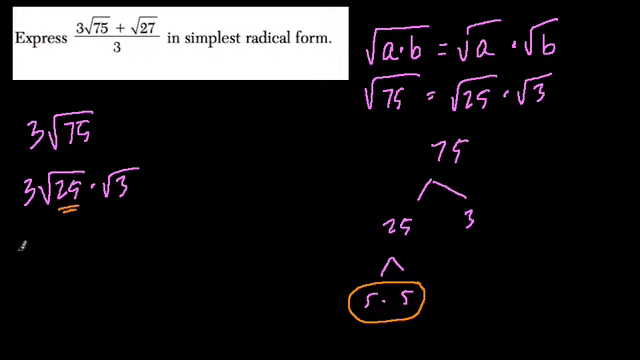 Express (3√75 + √27)/3 in simplest radical form.
√a·b = √a · √b
√75 = √25 · √3
3√75
3√25 · √3
75
25 3
5 · 5